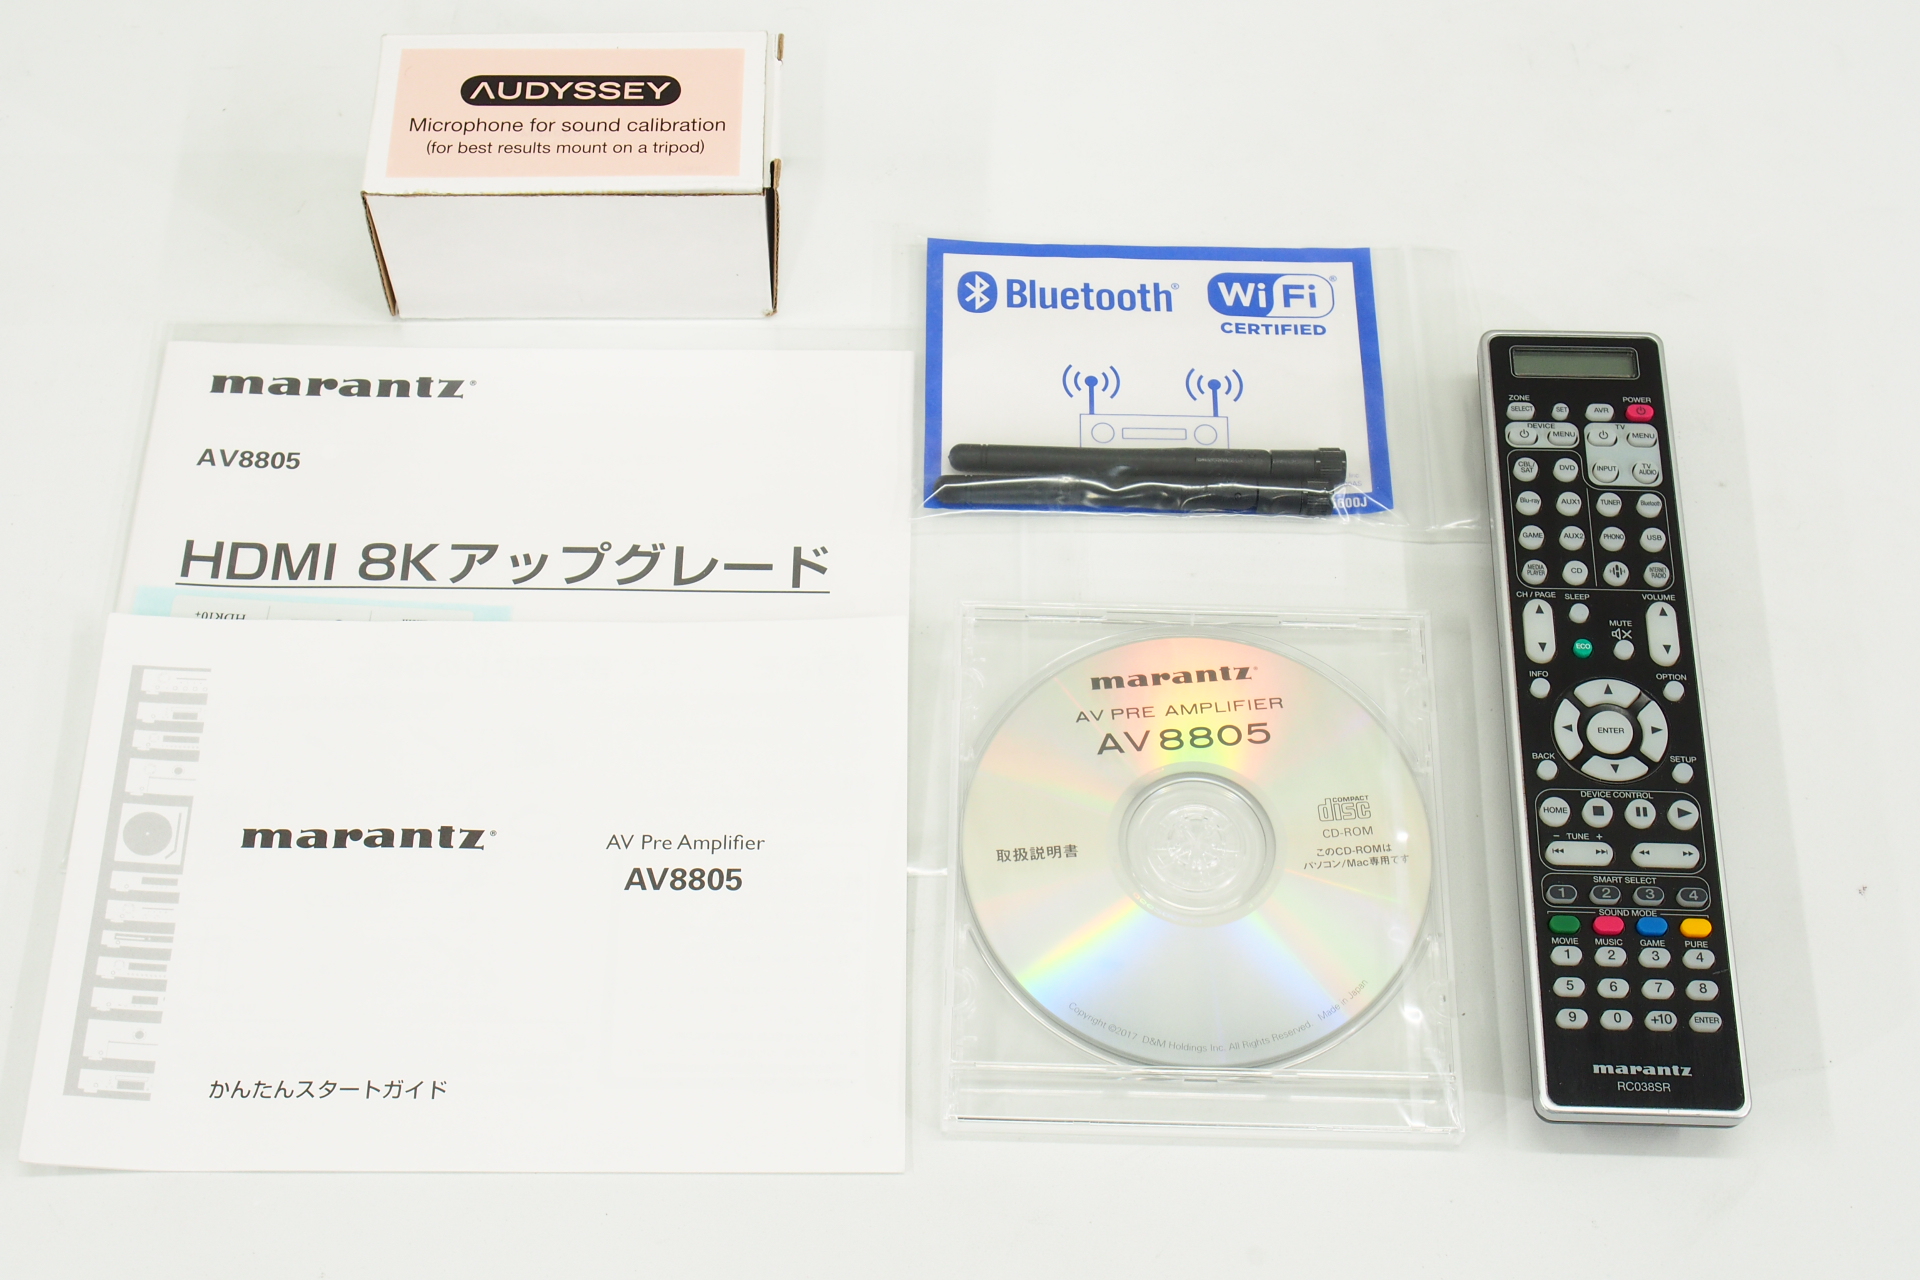 AUDYSSEY
Microphone for sound calibration
(for best results mount on a tripod)
Bluetooth®
Wi Fi®
CERTIFIED
marantz®
AV8805
HDMI 8Kアップグレード
HDR10+
marantz®
AV Pre Amplifier
AV8805
かんたんスタートガイド
marantz®
AV PRE AMPLIFIER
AV8805
COMPACT
disc
CD-ROM
取扱説明書
このCD-ROMは
パソコン/Mac専用です
Copyright ©2017 D&M Holdings Inc. All Rights Reserved. Made in Japan
ZONE
POWER
SELECT
SET
AVR
DEVICE
TV
MENU
MENU
CBL/
SAT
DVD
INPUT
TV
AUDIO
Blu-ray
AUX1
TUNER
Bluetooth
GAME
AUX2
PHONO
USB
MEDIA
PLAYER
CD
INTERNET
RADIO
CH / PAGE
SLEEP
VOLUME
MUTE
ECO
INFO
OPTION
ENTER
BACK
SETUP
DEVICE CONTROL
HOME
- TUNE +
SMART SELECT
1 2 3 4
SOUND MODE
MOVIE MUSIC GAME PURE
1 2 3 4
5 6 7 8
9 0 +10 ENTER
marantz
RC038SR